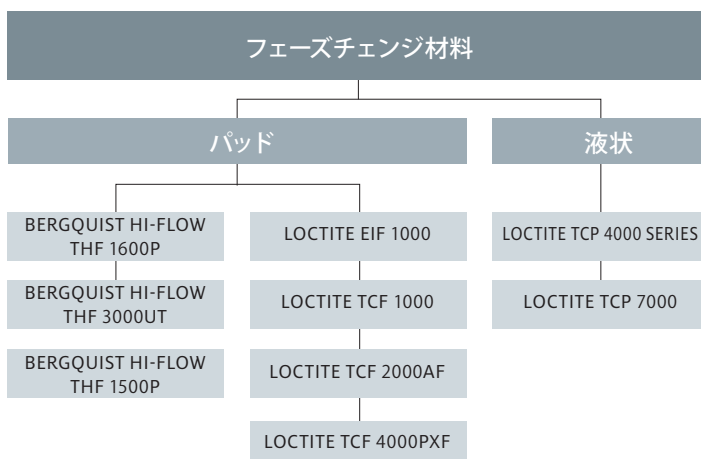 フェーズチェンジ材料
パッド
液状
BERGQUIST HI-FLOW
THF 1600P
BERGQUIST HI-FLOW
THF 3000UT
BERGQUIST HI-FLOW
THF 1500P
LOCTITE EIF 1000
LOCTITE TCF 1000
LOCTITE TCF 2000AF
LOCTITE TCF 4000PXF
LOCTITE TCP 4000 SERIES
LOCTITE TCP 7000